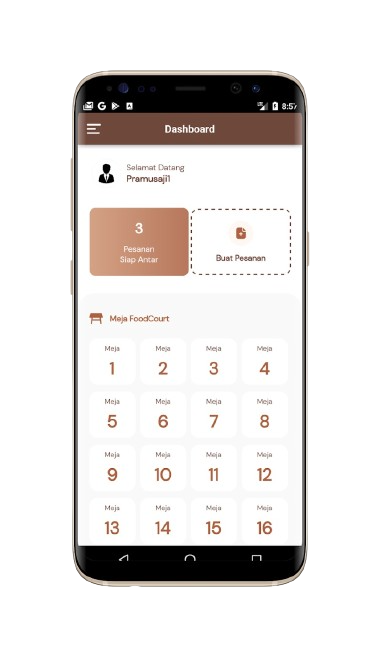 8:57
Dashboard
Selamat Datang
Pramusaji1
3
Pesanan
Siap Antar
Buat Pesanan
Meja FoodCourt
Meja Meja Meja Meja
1 2 3 4
Meja Meja Meja Meja
5 6 7 8
Meja Meja Meja Meja
9 10 11 12
Meja Meja Meja Meja
13 14 15 16